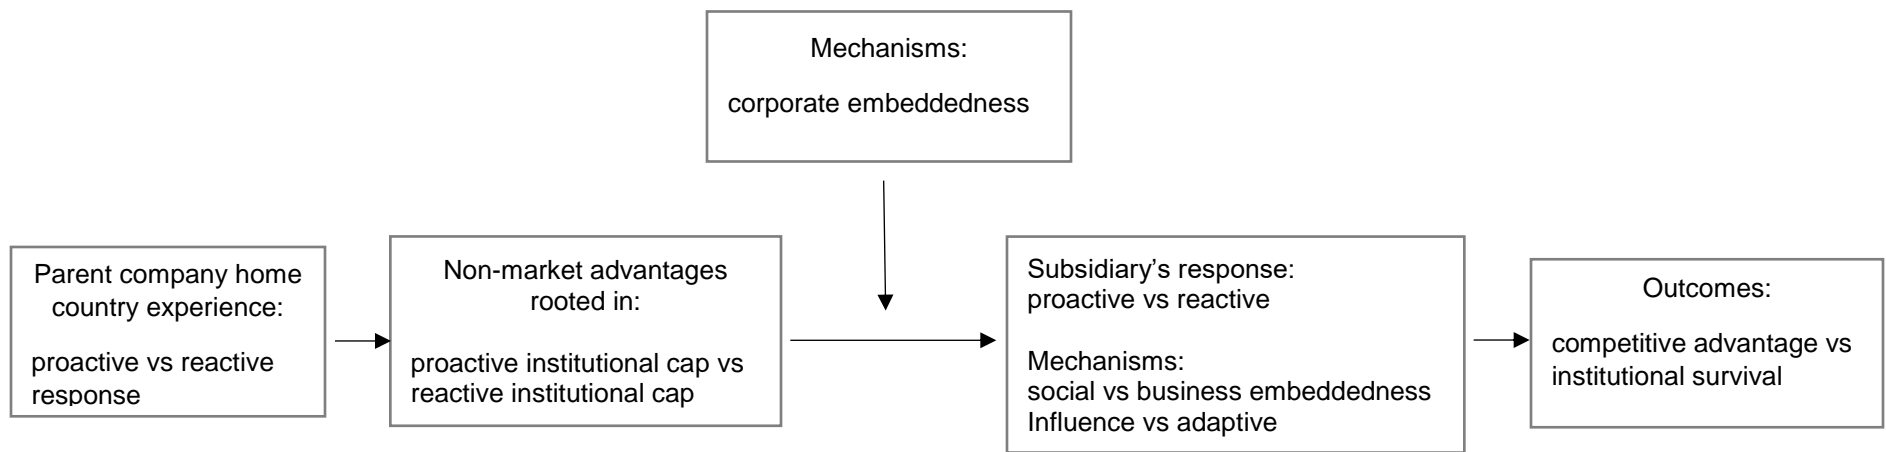 Mechanisms:
corporate embeddedness
Parent company home
country experience:
proactive vs reactive
response
Non-market advantages
rooted in:
proactive institutional cap vs
reactive institutional cap
Subsidiary’s response:
proactive vs reactive
Mechanisms:
social vs business embeddedness
Influence vs adaptive
Outcomes:
competitive advantage vs
institutional survival